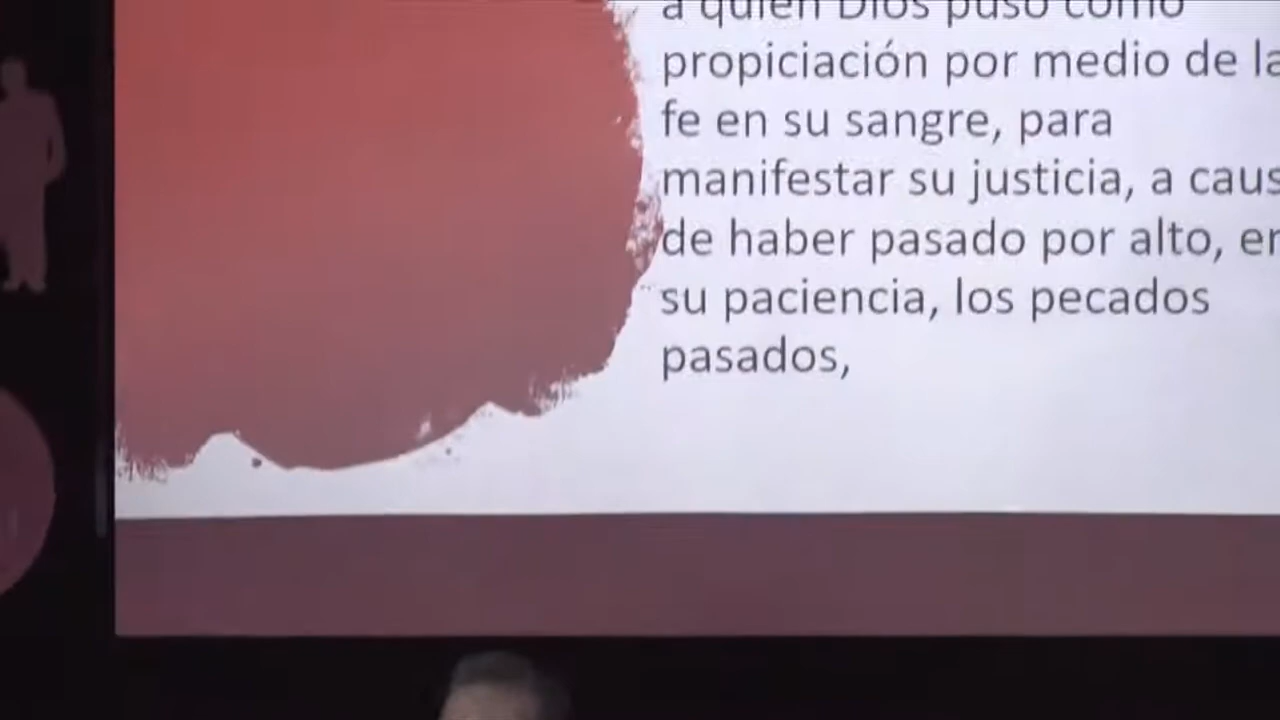 a quien Dios puso como
propiciación por medio de la
fe en su sangre, para
manifestar su justicia, a caus
de haber pasado por alto, en
su paciencia, los pecados
pasados,